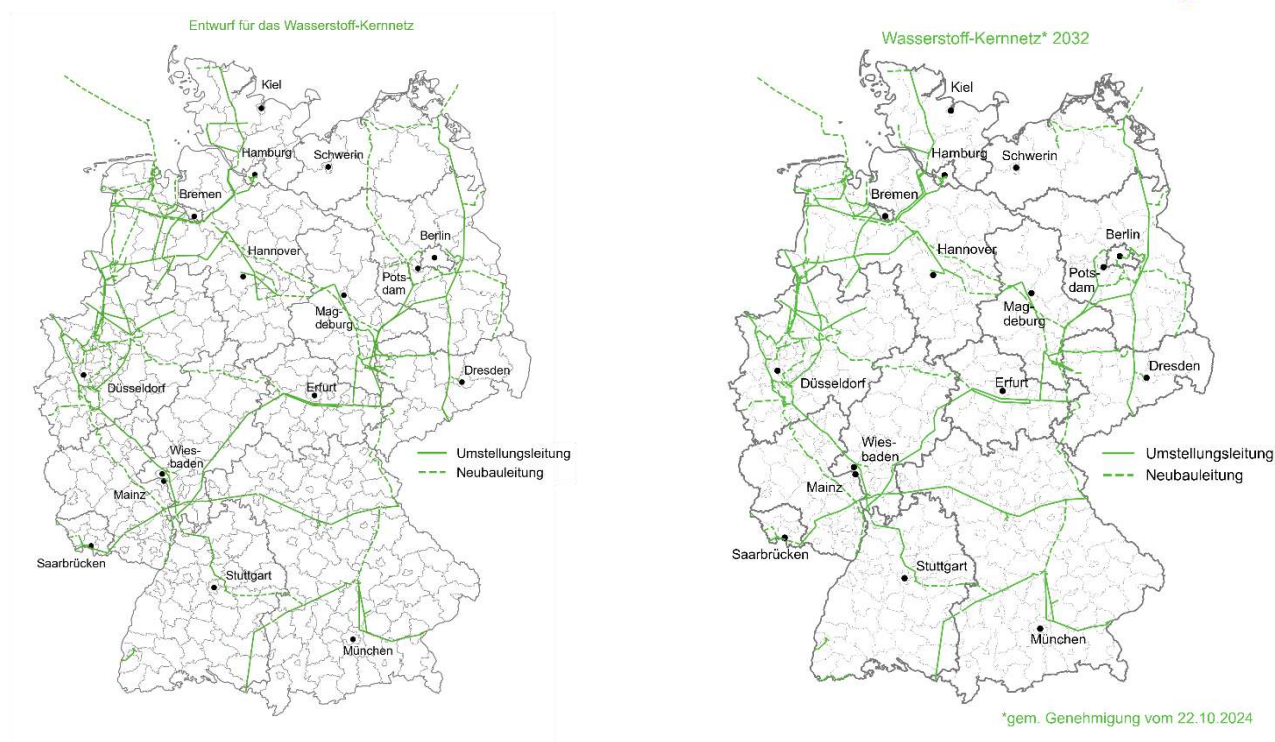 Entwurf für das Wasserstoff-Kernnetz
Kiel
Hamburg
Schwerin
Bremen
Hannover
Berlin
Pots
dam
Mag-
deburg
Düsseldorf
Erfurt
Dresden
Wies-
baden
Mainz
Saarbrücken
Stuttgart
München
Umstellungsleitung
Neubauleitung
Wasserstoff-Kernnetz* 2032
Kiel
Hamburg
Schwerin
Bremen
Hannover
Berlin
Pots-
dam
Mag-
deburg
Düsseldorf
Erfurt
Dresden
Wies-
baden
Mainz
Saarbrücken
Stuttgart
München
Umstellungsleitung
Neubauleitung
*gem. Genehmigung vom 22.10.2024